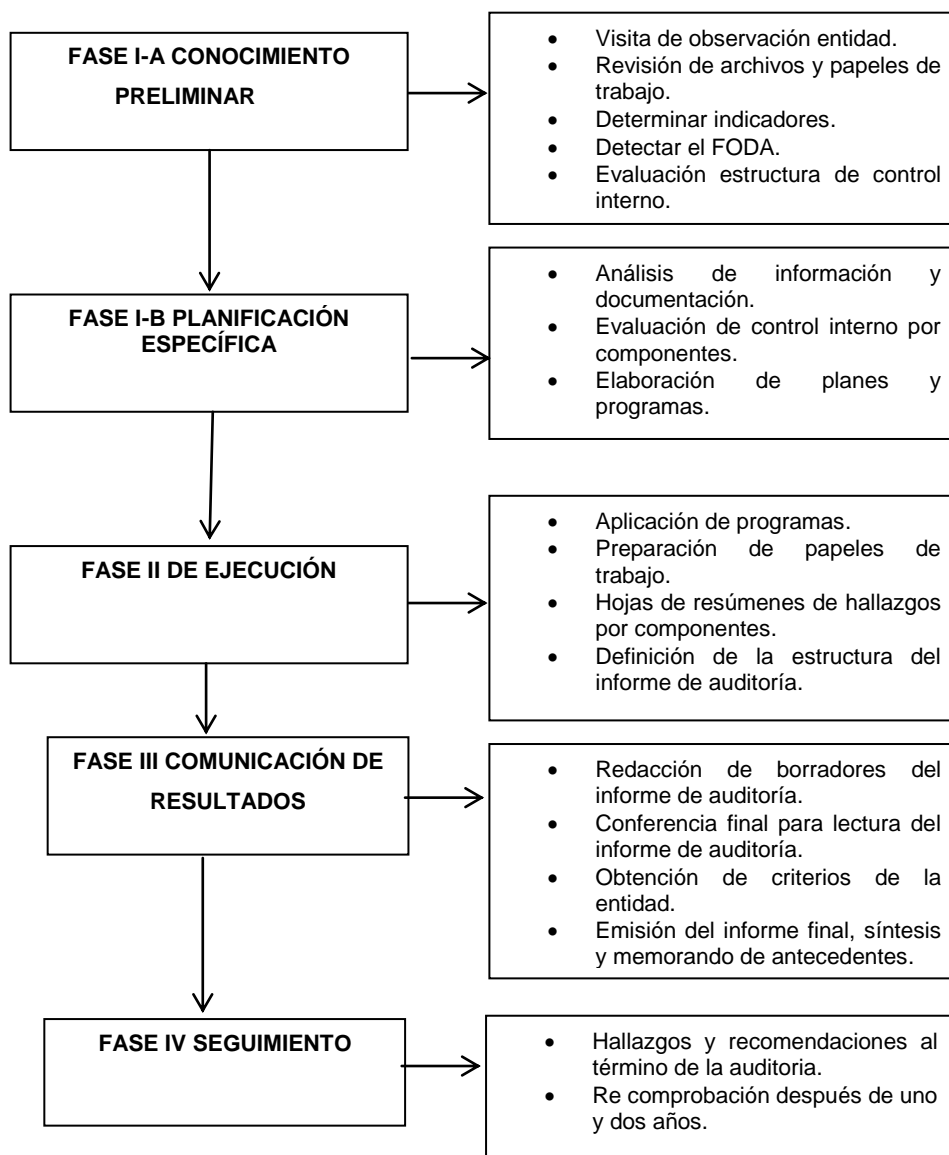 FASE I-A CONOCIMIENTO
PRELIMINAR
• Visita de observación entidad.
• Revisión de archivos y papeles de
trabajo.
• Determinar indicadores.
• Detectar el FODA.
• Evaluación estructura de control
interno.
FASE I-B PLANIFICACIÓN
ESPECÍFICA
• Análisis de información y
documentación.
• Evaluación de control interno por
componentes.
• Elaboración de planes y
programas.
FASE II DE EJECUCIÓN
• Aplicación de programas.
• Preparación de papeles de
trabajo.
• Hojas de resúmenes de hallazgos
por componentes.
• Definición de la estructura del
informe de auditoría.
FASE III COMUNICACIÓN DE
RESULTADOS
• Redacción de borradores del
informe de auditoría.
• Conferencia final para lectura del
informe de auditoría.
• Obtención de criterios de la
entidad.
• Emisión del informe final, síntesis
y memorando de antecedentes.
FASE IV SEGUIMIENTO
• Hallazgos y recomendaciones al
término de la auditoria.
• Re comprobación después de uno
y dos años.